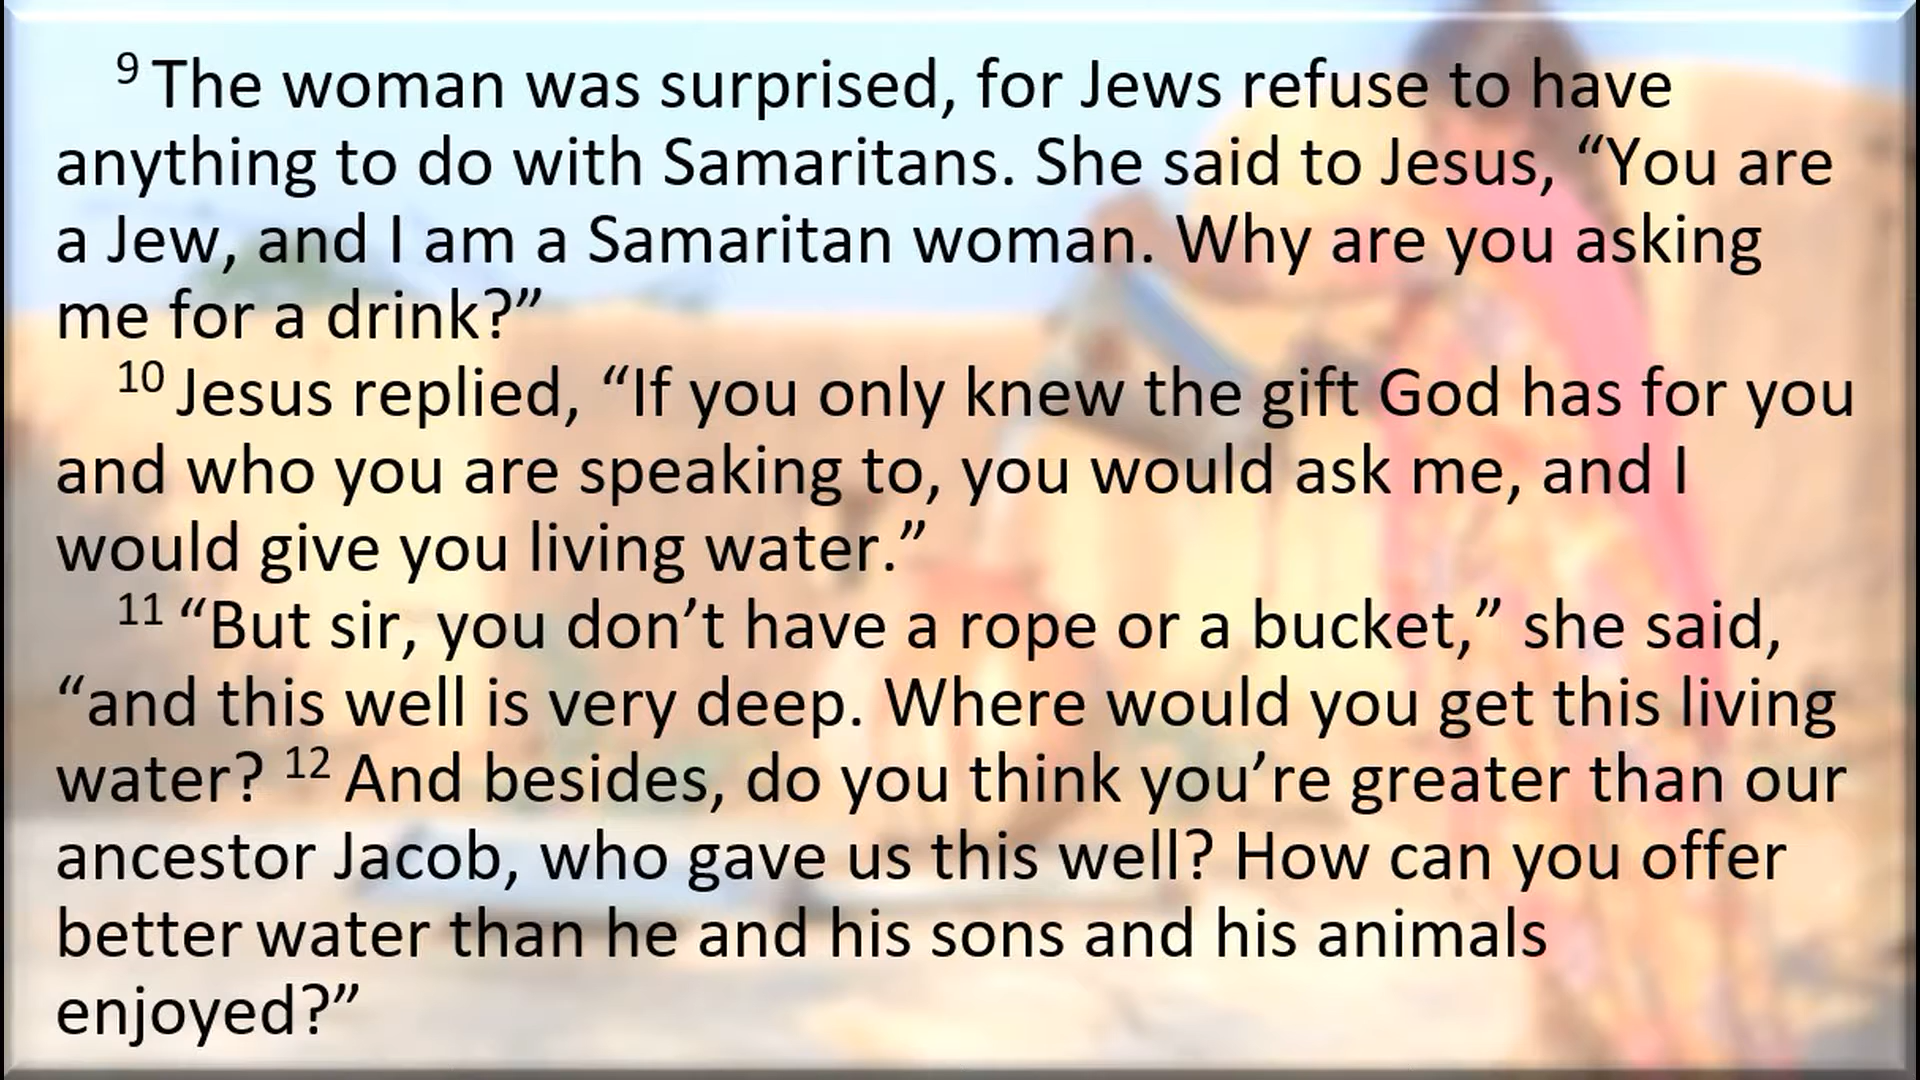 9 The woman was surprised, for Jews refuse to have
anything to do with Samaritans. She said to Jesus, “You are
a Jew, and I am a Samaritan woman. Why are you asking
me for a drink?”
10 Jesus replied, “If you only knew the gift God has for you
and who you are speaking to, you would ask me, and I
would give you living water.”
11 “But sir, you don’t have a rope or a bucket,” she said,
“and this well is very deep. Where would you get this living
water? 12 And besides, do you think you’re greater than our
ancestor Jacob, who gave us this well? How can you offer
better water than he and his sons and his animals
enjoyed?”